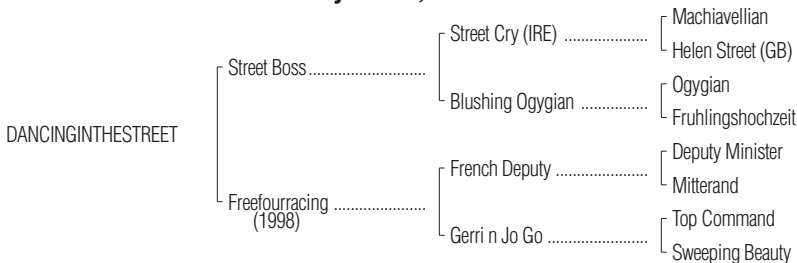 Machiavellian
Street Cry (IRE) ....................
Helen Street (GB)
Street Boss............................
Ogygian
Blushing Ogygian ................
Fruhlingshochzeit
DANCINGINTHESTREET
Deputy Minister
French Deputy ......................
Mitterand
Freefourracing ......................
(1998)
Top Command
Gerri n Jo Go ........................
Sweeping Beauty